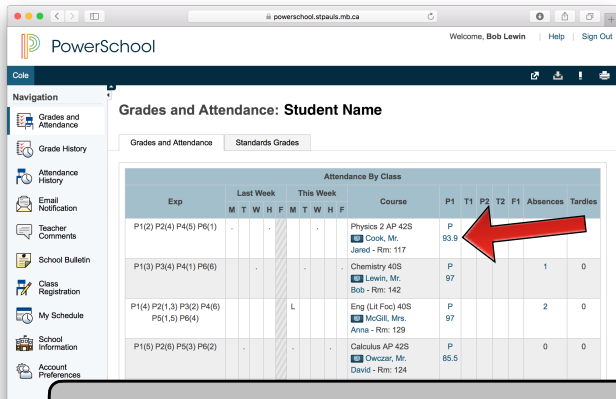 powerschool.stpauls.mb.ca
PowerSchool
Welcome, Bob Lewin | Help | Sign Out
Cole
Navigation
Grades and Attendance
Grade History
Attendance History
Email Notification
Teacher Comments
School Bulletin
Class Registration
My Schedule
School Information
Account Preferences
Grades and Attendance: Student Name
Grades and Attendance Standards Grades
Attendance By Class
Exp Last Week This Week Course P1 T1 P2 T2 F1 Absences Tardies
M T W H F M T W H F
P1(2) P2(4) P4(5) P6(1) . . . Physics 2 AP 42S P
Cook, Mr. 93.9
Jared - Rm: 117
P1(3) P3(4) P4(1) P6(6) . . . Chemistry 40S P 1 0
Lewin, Mr. 97
Bob - Rm: 142
P1(4) P2(1,3) P3(2) P4(6) L Eng (Lit Foc) 40S P 2 0
P5(1,5) P6(4) McGill, Mrs. 97
Anna - Rm: 129
P1(5) P2(6) P5(3) P6(2) . . . Calculus AP 42S P 0 0
Owczar, Mr. 85.5
David - Rm: 124